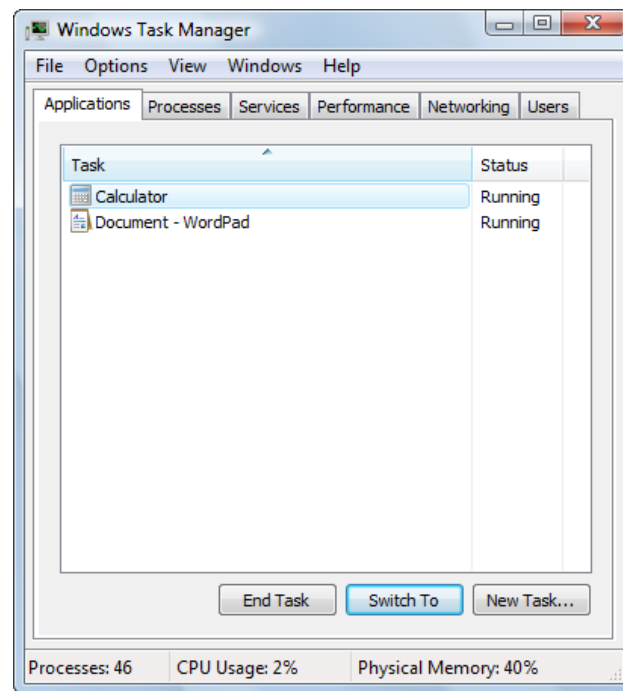 Windows Task Manager
File Options View Windows Help
Applications Processes Services Performance Networking Users
Task Status
Calculator Running
Document - WordPad Running
End Task Switch To New Task...
Processes: 46 CPU Usage: 2% Physical Memory: 40%